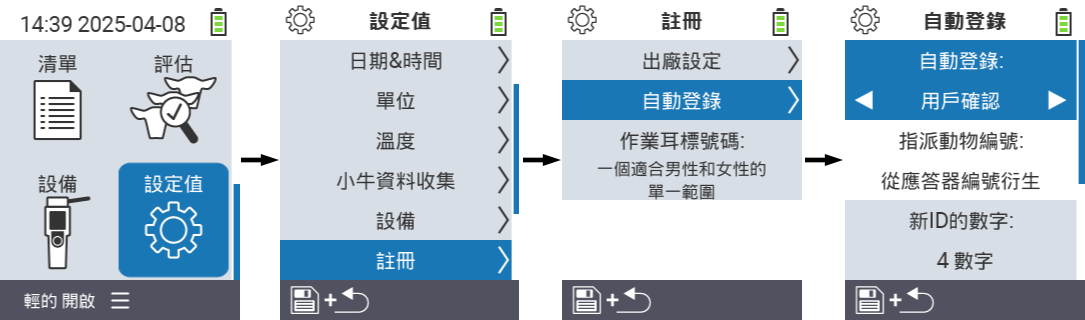 14:39 2025-04-08
清單
評估
設備
設定值
輕的 開啟
設定值
日期&時間
單位
溫度
小牛資料收集
設備
註冊
+
註冊
出廠設定
自動登錄
作業耳標號碼:
一個適合男性和女性的
單一範圍
+
自動登錄
自動登錄:
用戶確認
指派動物編號:
從應答器編號衍生
新ID的數字:
4 數字
+